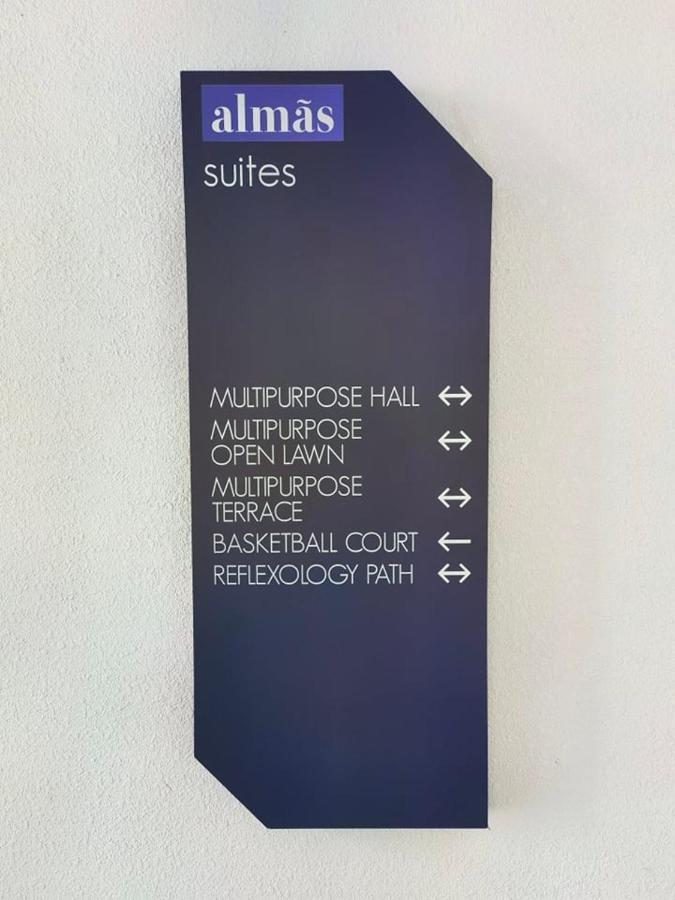 almãs
suites
MULTIPURPOSE HALL ↔
MULTIPURPOSE
OPEN LAWN ↔
MULTIPURPOSE
TERRACE ↔
BASKETBALL COURT ←
REFLEXOLOGY PATH ↔